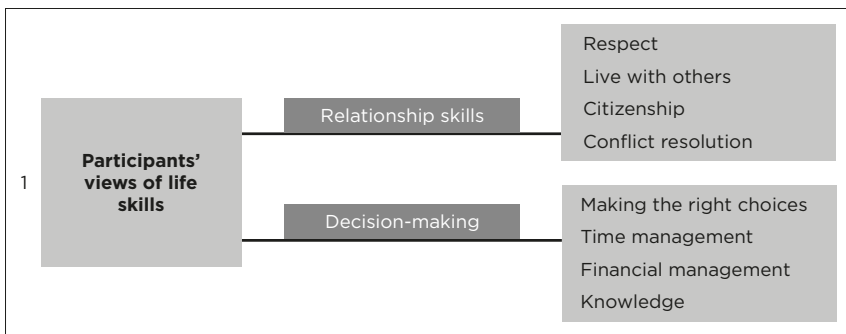 1
Participants’
views of life
skills
Relationship skills
Respect
Live with others
Citizenship
Conflict resolution
Decision-making
Making the right choices
Time management
Financial management
Knowledge